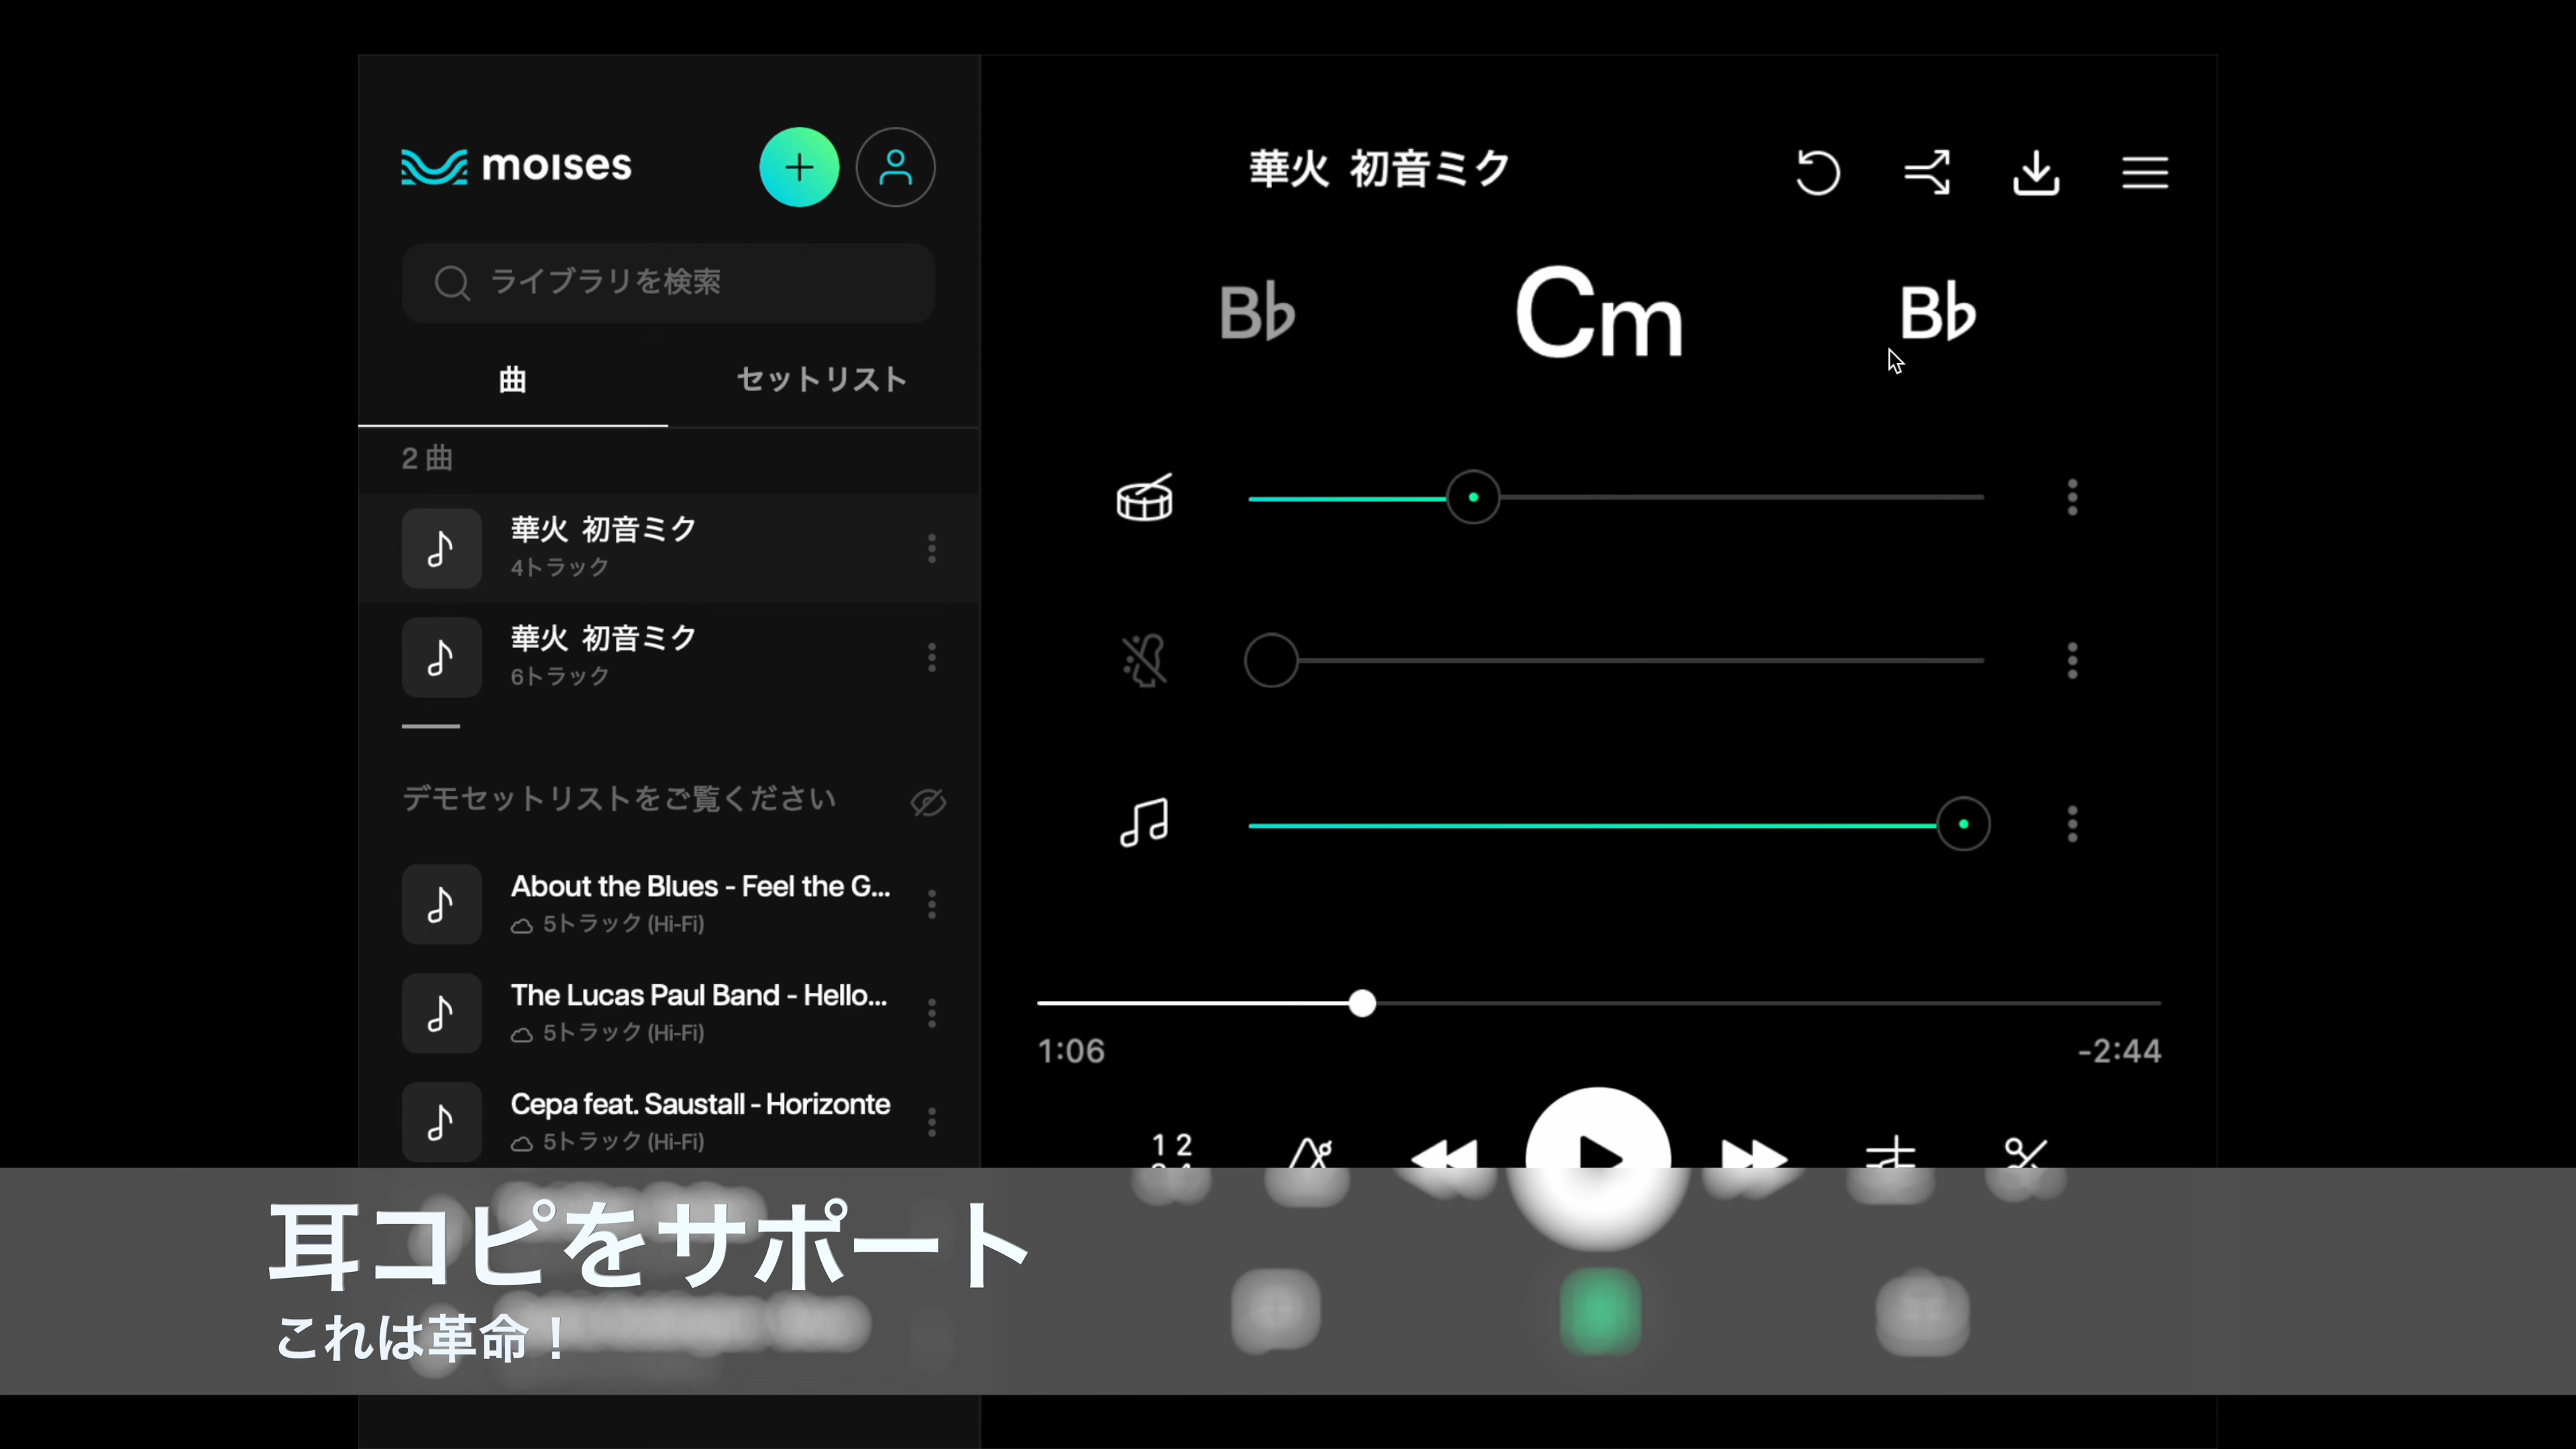 moises
ライブラリを検索
曲
セットリスト
2 曲
華火 初音ミク
4トラック
華火 初音ミク
6トラック
デモセットリストをご覧ください
About the Blues - Feel the G...
5トラック (Hi-Fi)
The Lucas Paul Band - Hello...
5トラック (Hi-Fi)
Cepa feat. Saustall - Horizonte
5トラック (Hi-Fi)
華火 初音ミク
B♭
Cm
B♭
1:06
-2:44
1 2
耳コピをサポート
これは革命！